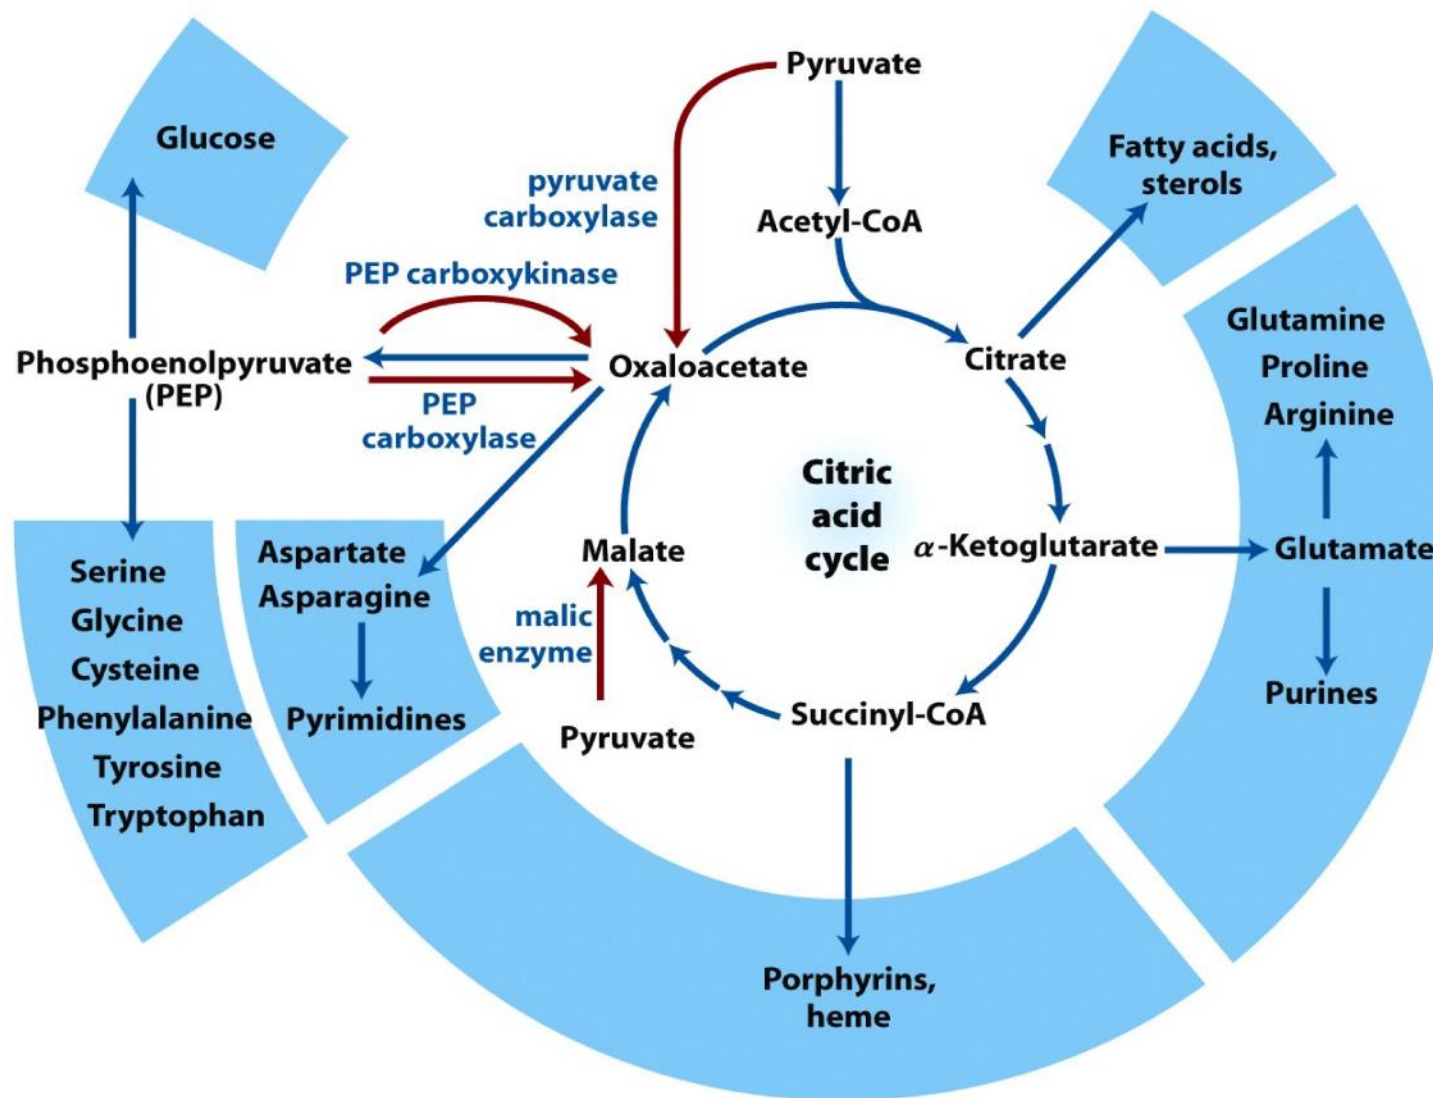 Pyruvate
Glucose
Fatty acids,
sterols
pyruvate
carboxylase
Acetyl-CoA
PEP carboxykinase
Glutamine
Proline
Arginine
Phosphoenolpyruvate
(PEP)
Oxaloacetate
Citrate
PEP
carboxylase
Citric
acid
cycle
Malate
α-Ketoglutarate
Glutamate
Purines
Aspartate
Asparagine
Pyrimidines
Serine
Glycine
Cysteine
Phenylalanine
Tyrosine
Tryptophan
malic
enzyme
Pyruvate
Succinyl-CoA
Porphyrins,
heme